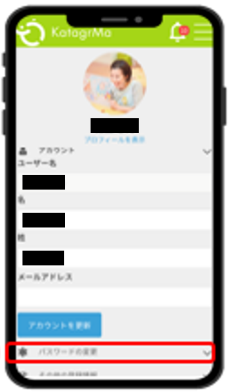 KatagrMa
プロフィールを表示
アカウント
ユーザー名
名
姓
メールアドレス
アカウントを更新
パスワードの変更